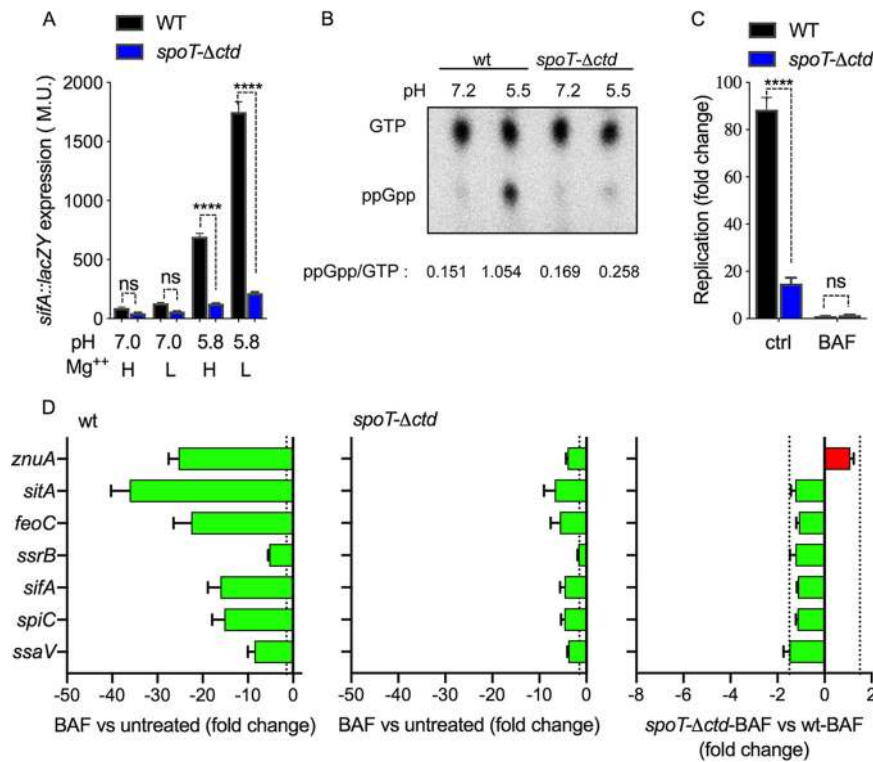 A
WT
spoT-Δctd
sifA::lacZY expression ( M.U.)
2000
1500
1000
500
0
ns
ns
****
****
pH 7.0 7.0 5.8 5.8
Mg++ H L H L
B
wt spoT-Δctd
pH 7.2 5.5 7.2 5.5
GTP
ppGpp
ppGpp/GTP : 0.151 1.054 0.169 0.258
C
WT
spoT-Δctd
Replication (fold change)
100
80
60
40
20
0
****
ns
ctrl BAF
D
wt
znuA
sitA
feoC
ssrB
sifA
spiC
ssaV
-50 -40 -30 -20 -10 0
BAF vs untreated (fold change)
spoT-Δctd
-50 -40 -30 -20 -10 0
BAF vs untreated (fold change)
-8 -6 -4 -2 0 2
spoT-Δctd-BAF vs wt-BAF
(fold change)